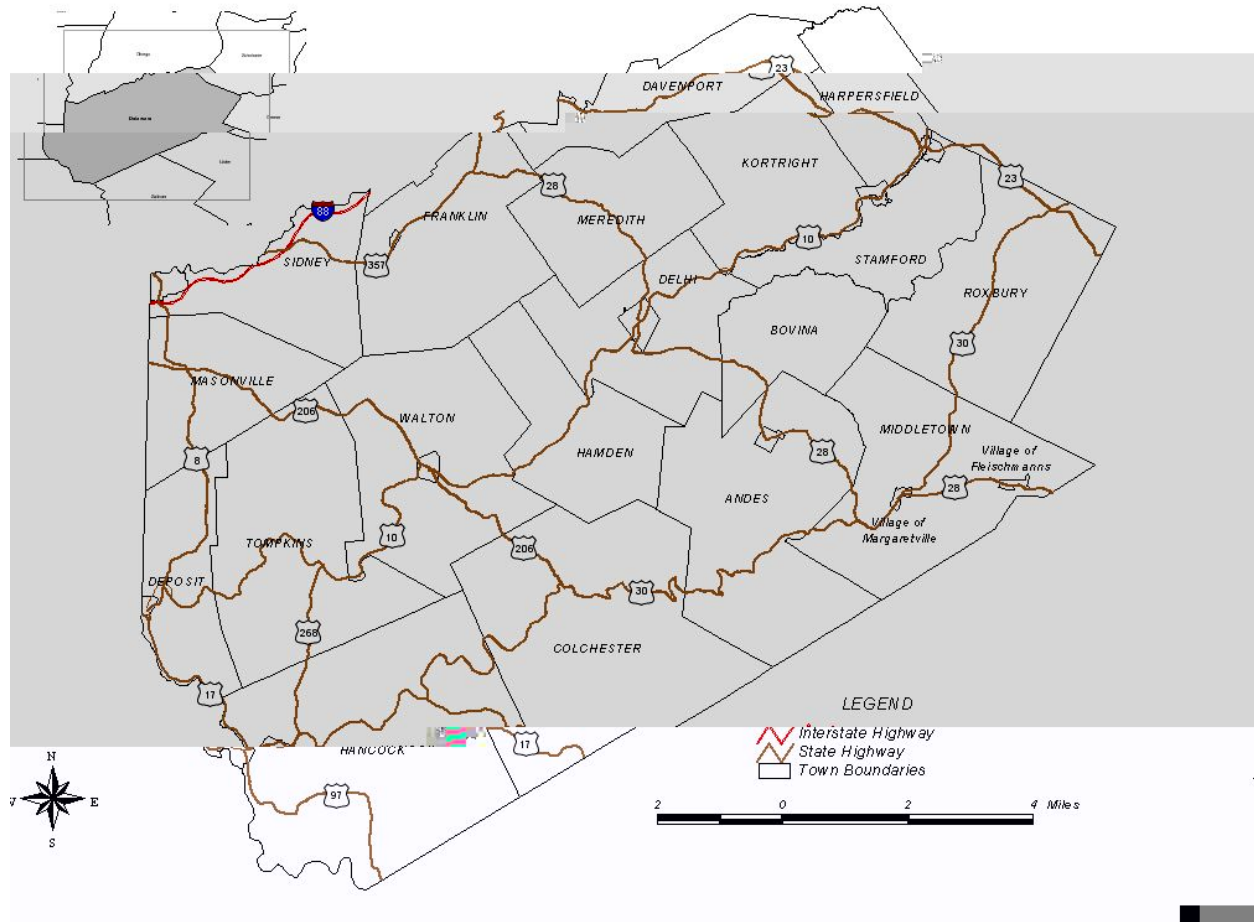 23
DAVENPORT
HARPERSFIELD
KORTRIGHT
28
23
88
FRANKLIN
MEREDITH
10
SIDNEY
357
DELHI
STAMFORD
ROXBURY
BOVINA
30
MASONVILLE
206
WALTON
MIDDLETOWN
HAMDEN
Village of
Fleischmanns
8
28
28
ANDES
Village of
Margaretville
10
TOMPKINS
206
DEPOSIT
30
268
COLCHESTER
17
LEGEND
Interstate Highway
State Highway
Town Boundaries
HANCOCK
17
97
N
W
E
S
2
0
2
4
Miles